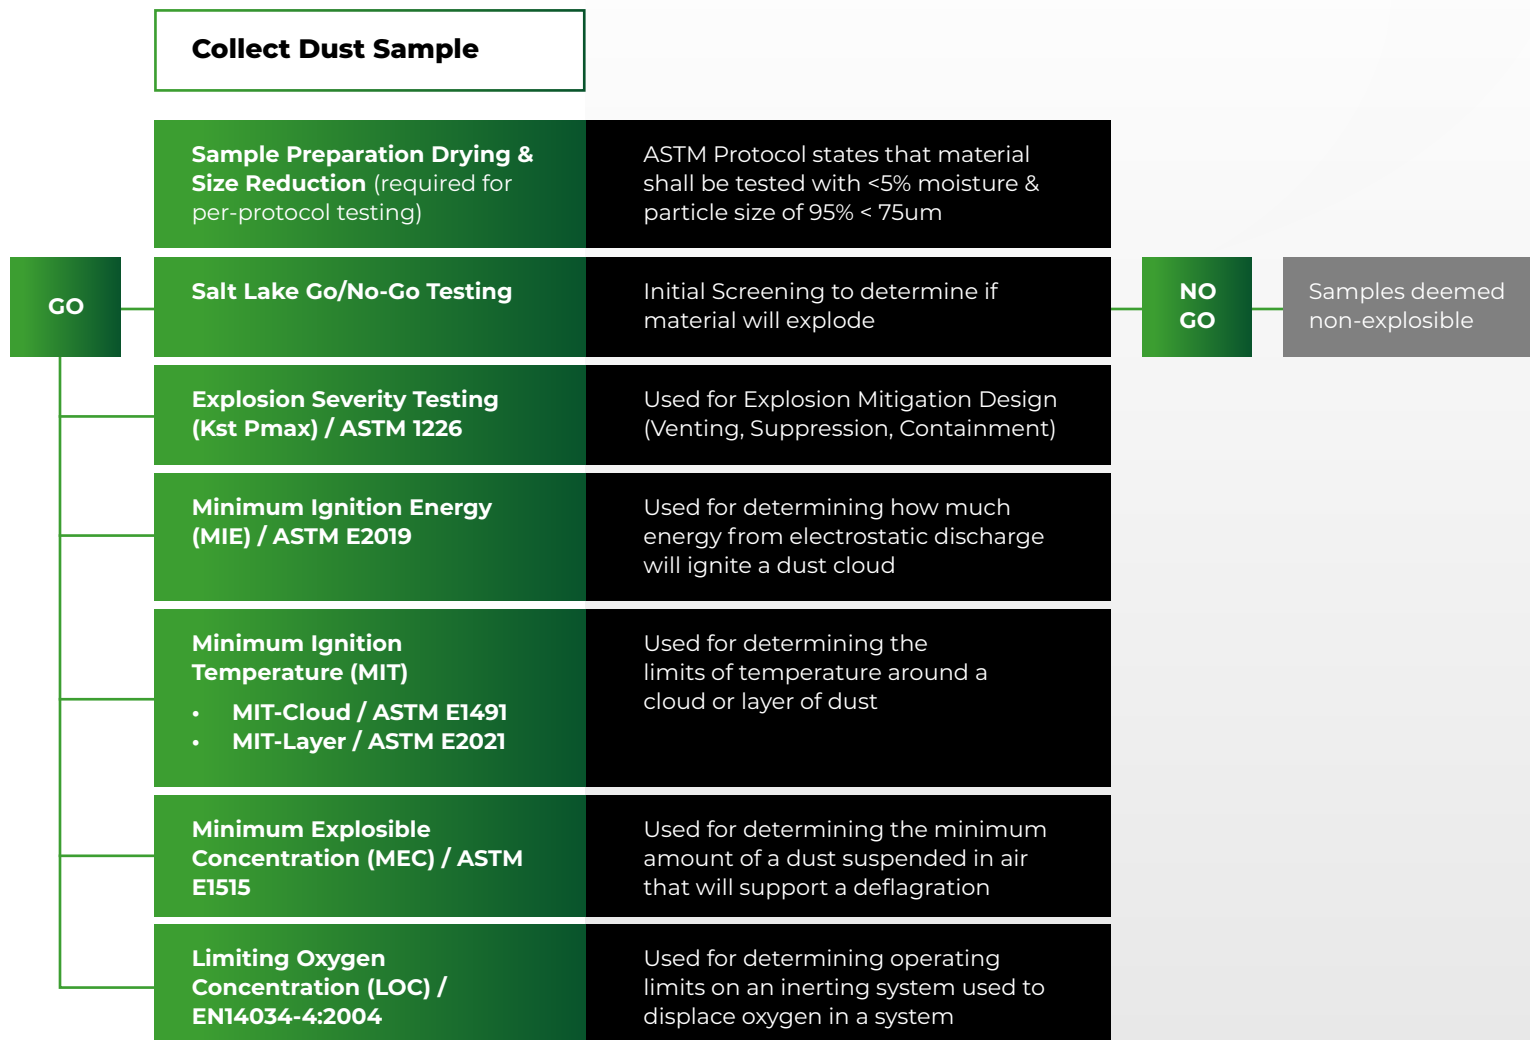 Collect Dust Sample
Sample Preparation Drying &
Size Reduction (required for
per-protocol testing)
ASTM Protocol states that material
shall be tested with <5% moisture &
particle size of 95% < 75um
GO
Salt Lake Go/No-Go Testing
Initial Screening to determine if
material will explode
NO
GO
Samples deemed
non-explosible
Explosion Severity Testing
(Kst Pmax) / ASTM 1226
Used for Explosion Mitigation Design
(Venting, Suppression, Containment)
Minimum Ignition Energy
(MIE) / ASTM E2019
Used for determining how much
energy from electrostatic discharge
will ignite a dust cloud
Minimum Ignition
Temperature (MIT)
• MIT-Cloud / ASTM E1491
• MIT-Layer / ASTM E2021
Used for determining the
limits of temperature around a
cloud or layer of dust
Minimum Explosible
Concentration (MEC) / ASTM
E1515
Used for determining the minimum
amount of a dust suspended in air
that will support a deflagration
Limiting Oxygen
Concentration (LOC) /
EN14034-4:2004
Used for determining operating
limits on an inerting system used to
displace oxygen in a system